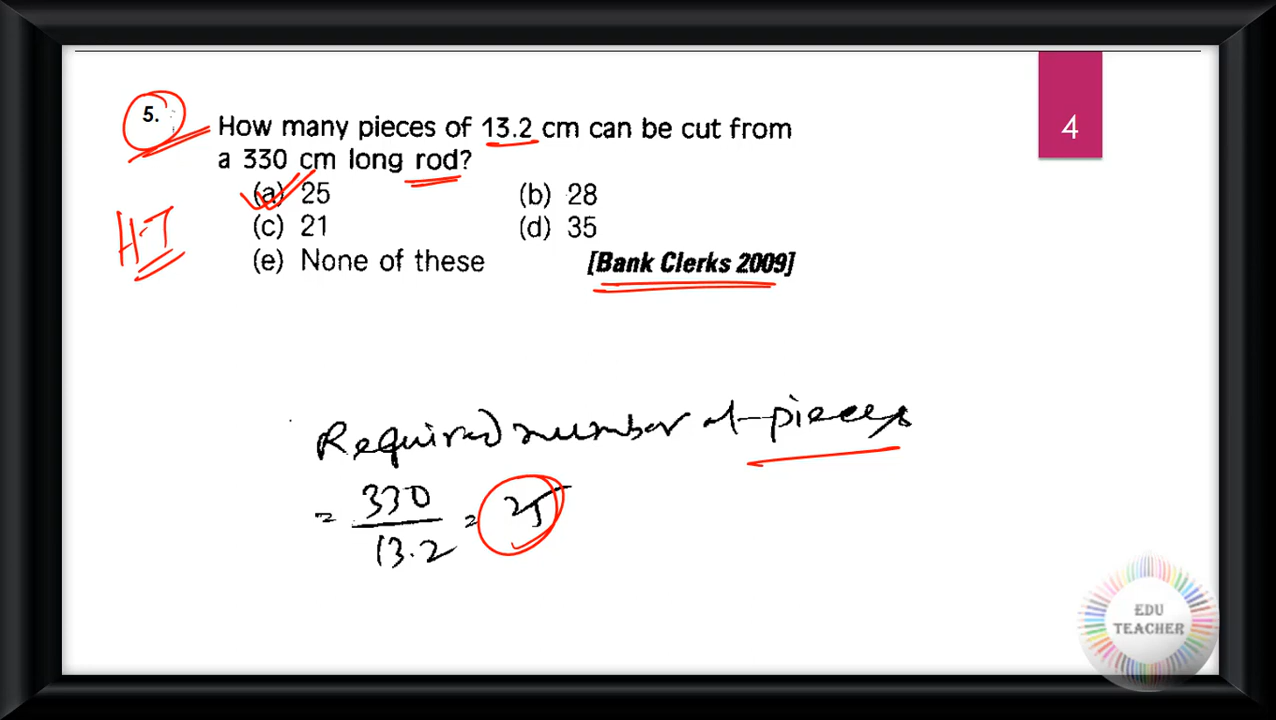 4
5. How many pieces of 13.2 cm can be cut from
a 330 cm long rod?
(a) 25 (b) 28
(c) 21 (d) 35
(e) None of these [Bank Clerks 2009]
H.T
Required number of pieces
= 330/13.2 = 25
EDU
TEACHER